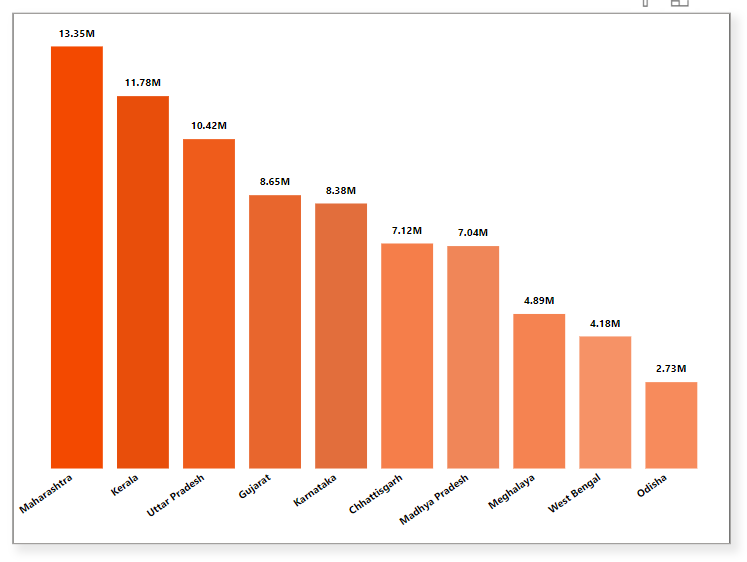 13.35M
11.78M
10.42M
8.65M
8.38M
7.12M
7.04M
4.89M
4.18M
2.73M
Maharashtra
Kerala
Uttar Pradesh
Gujarat
Karnataka
Chhattisgarh
Madhya Pradesh
Meghalaya
West Bengal
Odisha